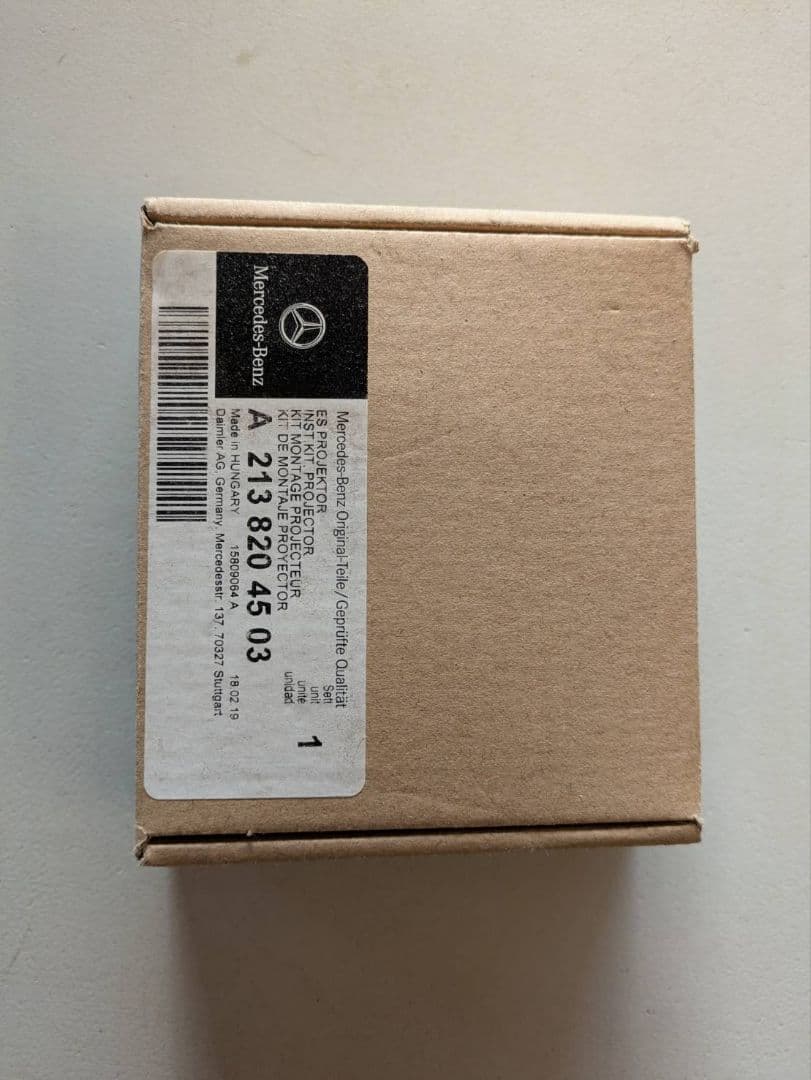 Mercedes-Benz
Mercedes-Benz Original-Teile / Geprüfte Qualität
ES PROJEKTOR
INST.KIT, PROJECTOR
KIT MONTAGE PROJECTEUR
KIT DE MONTAJE PROYECTOR
unit
unité
unidad
1
A 213 820 45 03
Made in HUNGARY 15809064 A 18.02.19
Daimler AG, Germany, Mercedesstr. 137, 70327 Stuttgart